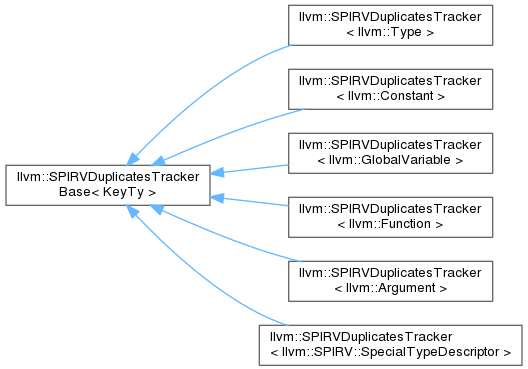 llvm::SPIRVDuplicatesTracker
< llvm::Type >
llvm::SPIRVDuplicatesTracker
< llvm::Constant >
llvm::SPIRVDuplicatesTracker
< llvm::GlobalVariable >
llvm::SPIRVDuplicatesTracker
Base< KeyTy >
llvm::SPIRVDuplicatesTracker
< llvm::Function >
llvm::SPIRVDuplicatesTracker
< llvm::Argument >
llvm::SPIRVDuplicatesTracker
< llvm::SPIRV::SpecialTypeDescriptor >